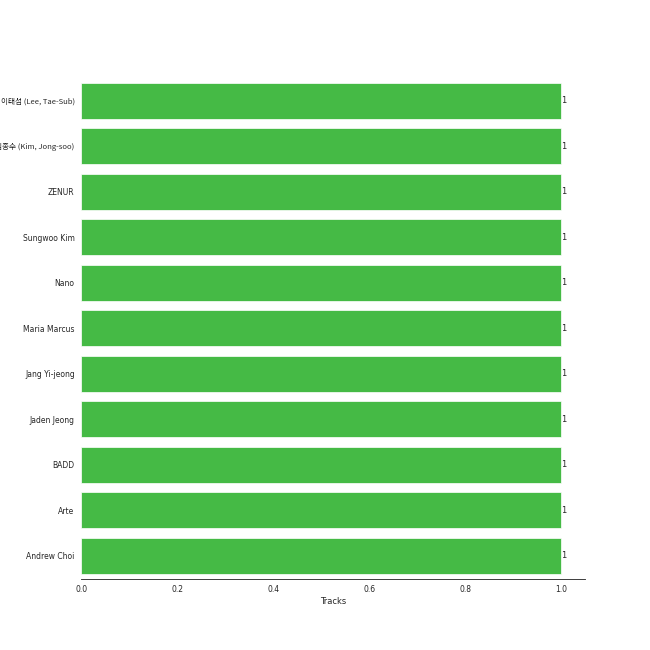 이태섭 (Lee, Tae-Sub) 1
(Kim, Jong-soo) 1
ZENUR 1
Sungwoo Kim 1
Nano 1
Maria Marcus 1
Jang Yi-jeong 1
Jaden Jeong 1
BADD 1
Arte 1
Andrew Choi 1
0.0 0.2 0.4 0.6 0.8 1.0
Tracks